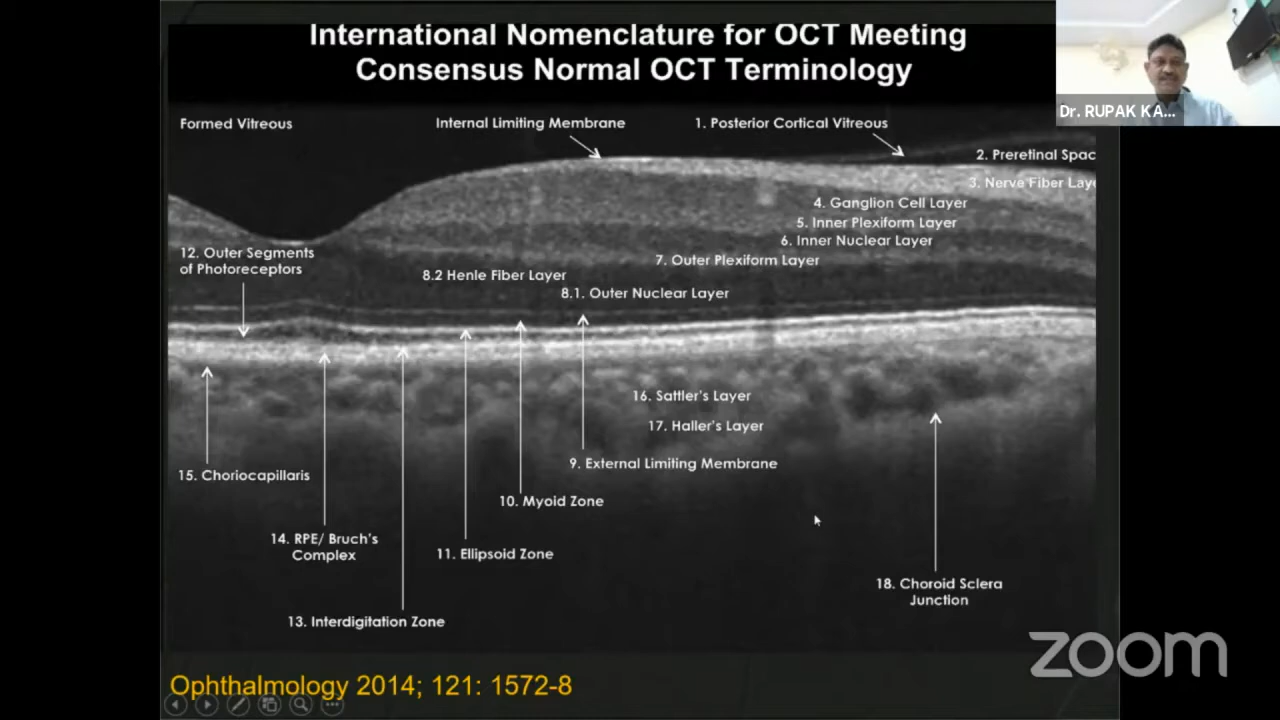 International Nomenclature for OCT Meeting
Consensus Normal OCT Terminology
Dr. RUPAK KA...
Formed Vitreous
Internal Limiting Membrane
1. Posterior Cortical Vitreous
2. Preretinal Spac
3. Nerve Fiber Laye
4. Ganglion Cell Layer
5. Inner Plexiform Layer
6. Inner Nuclear Layer
7. Outer Plexiform Layer
12. Outer Segments
of Photoreceptors
8.2 Henle Fiber Layer
8.1. Outer Nuclear Layer
16. Sattler's Layer
17. Haller's Layer
9. External Limiting Membrane
15. Choriocapillaris
10. Myoid Zone
14. RPE/ Bruch's
Complex
11. Ellipsoid Zone
18. Choroid Sclera
Junction
13. Interdigitation Zone
zoom
Ophthalmology 2014; 121: 1572-8